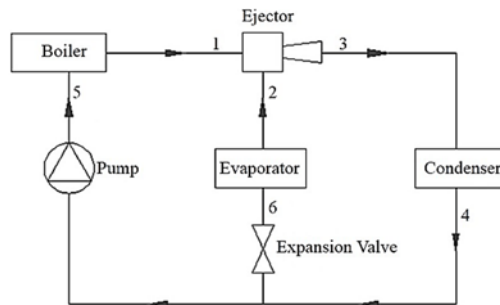 Ejector
Boiler
1
3
5
2
Pump
Evaporator
Condenser
6
4
Expansion Valve